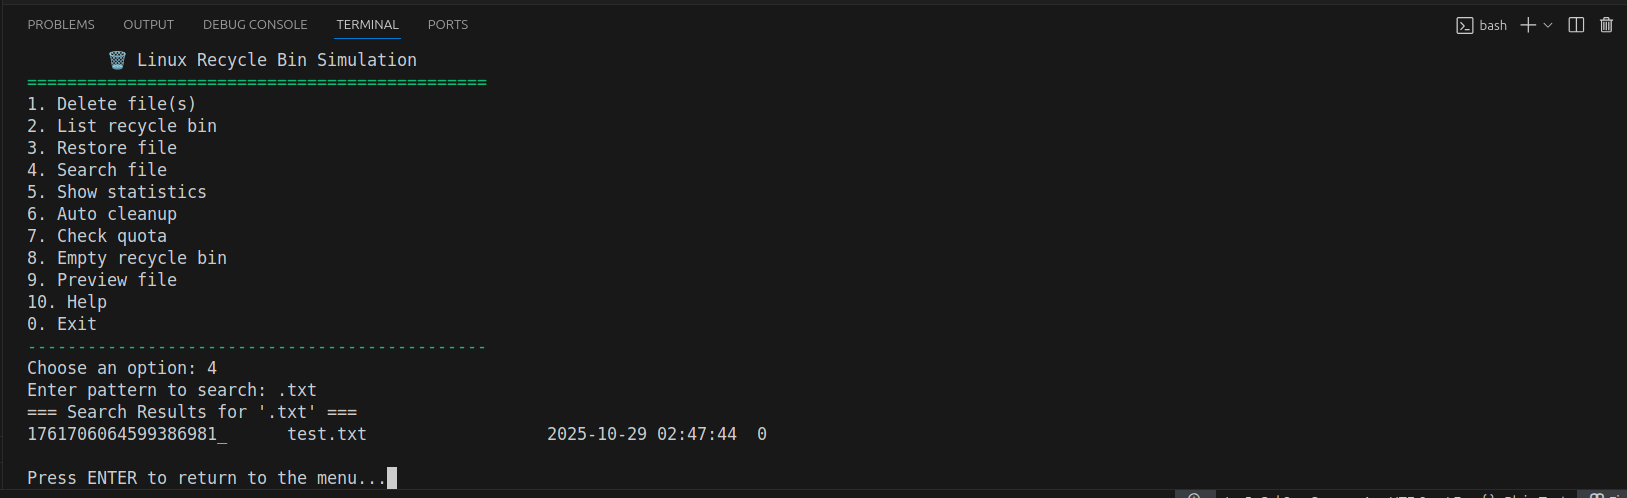 PROBLEMS OUTPUT DEBUG CONSOLE TERMINAL PORTS bash
🗑️ Linux Recycle Bin Simulation
==============================================
1. Delete file(s)
2. List recycle bin
3. Restore file
4. Search file
5. Show statistics
6. Auto cleanup
7. Check quota
8. Empty recycle bin
9. Preview file
10. Help
0. Exit
----------------------------------------------
Choose an option: 4
Enter pattern to search: .txt
=== Search Results for '.txt' ===
1761706064599386981_      test.txt                  2025-10-29 02:47:44  0
Press ENTER to return to the menu...